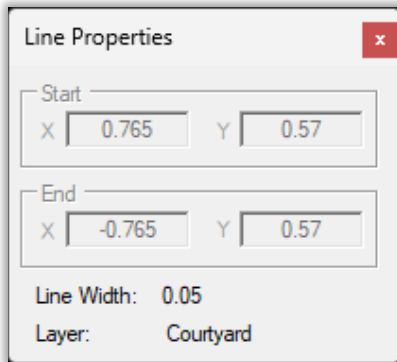 Line Properties x
Start
X 0.765 Y 0.57
End
X -0.765 Y 0.57
Line Width: 0.05
Layer: Courtyard